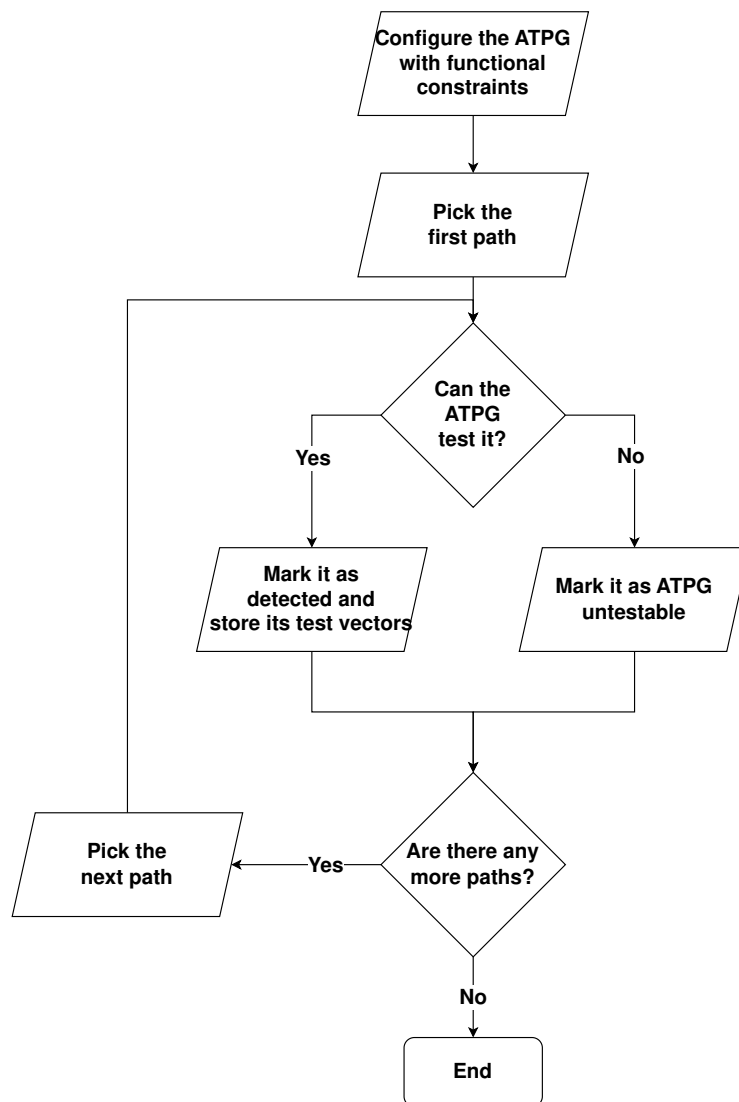 Configure the ATPG
with functional
constraints
Pick the
first path
Can the
ATPG
test it?
Yes
No
Mark it as
detected and
store its test vectors
Mark it as ATPG
untestable
Pick the
next path
Yes
Are there any
more paths?
No
End